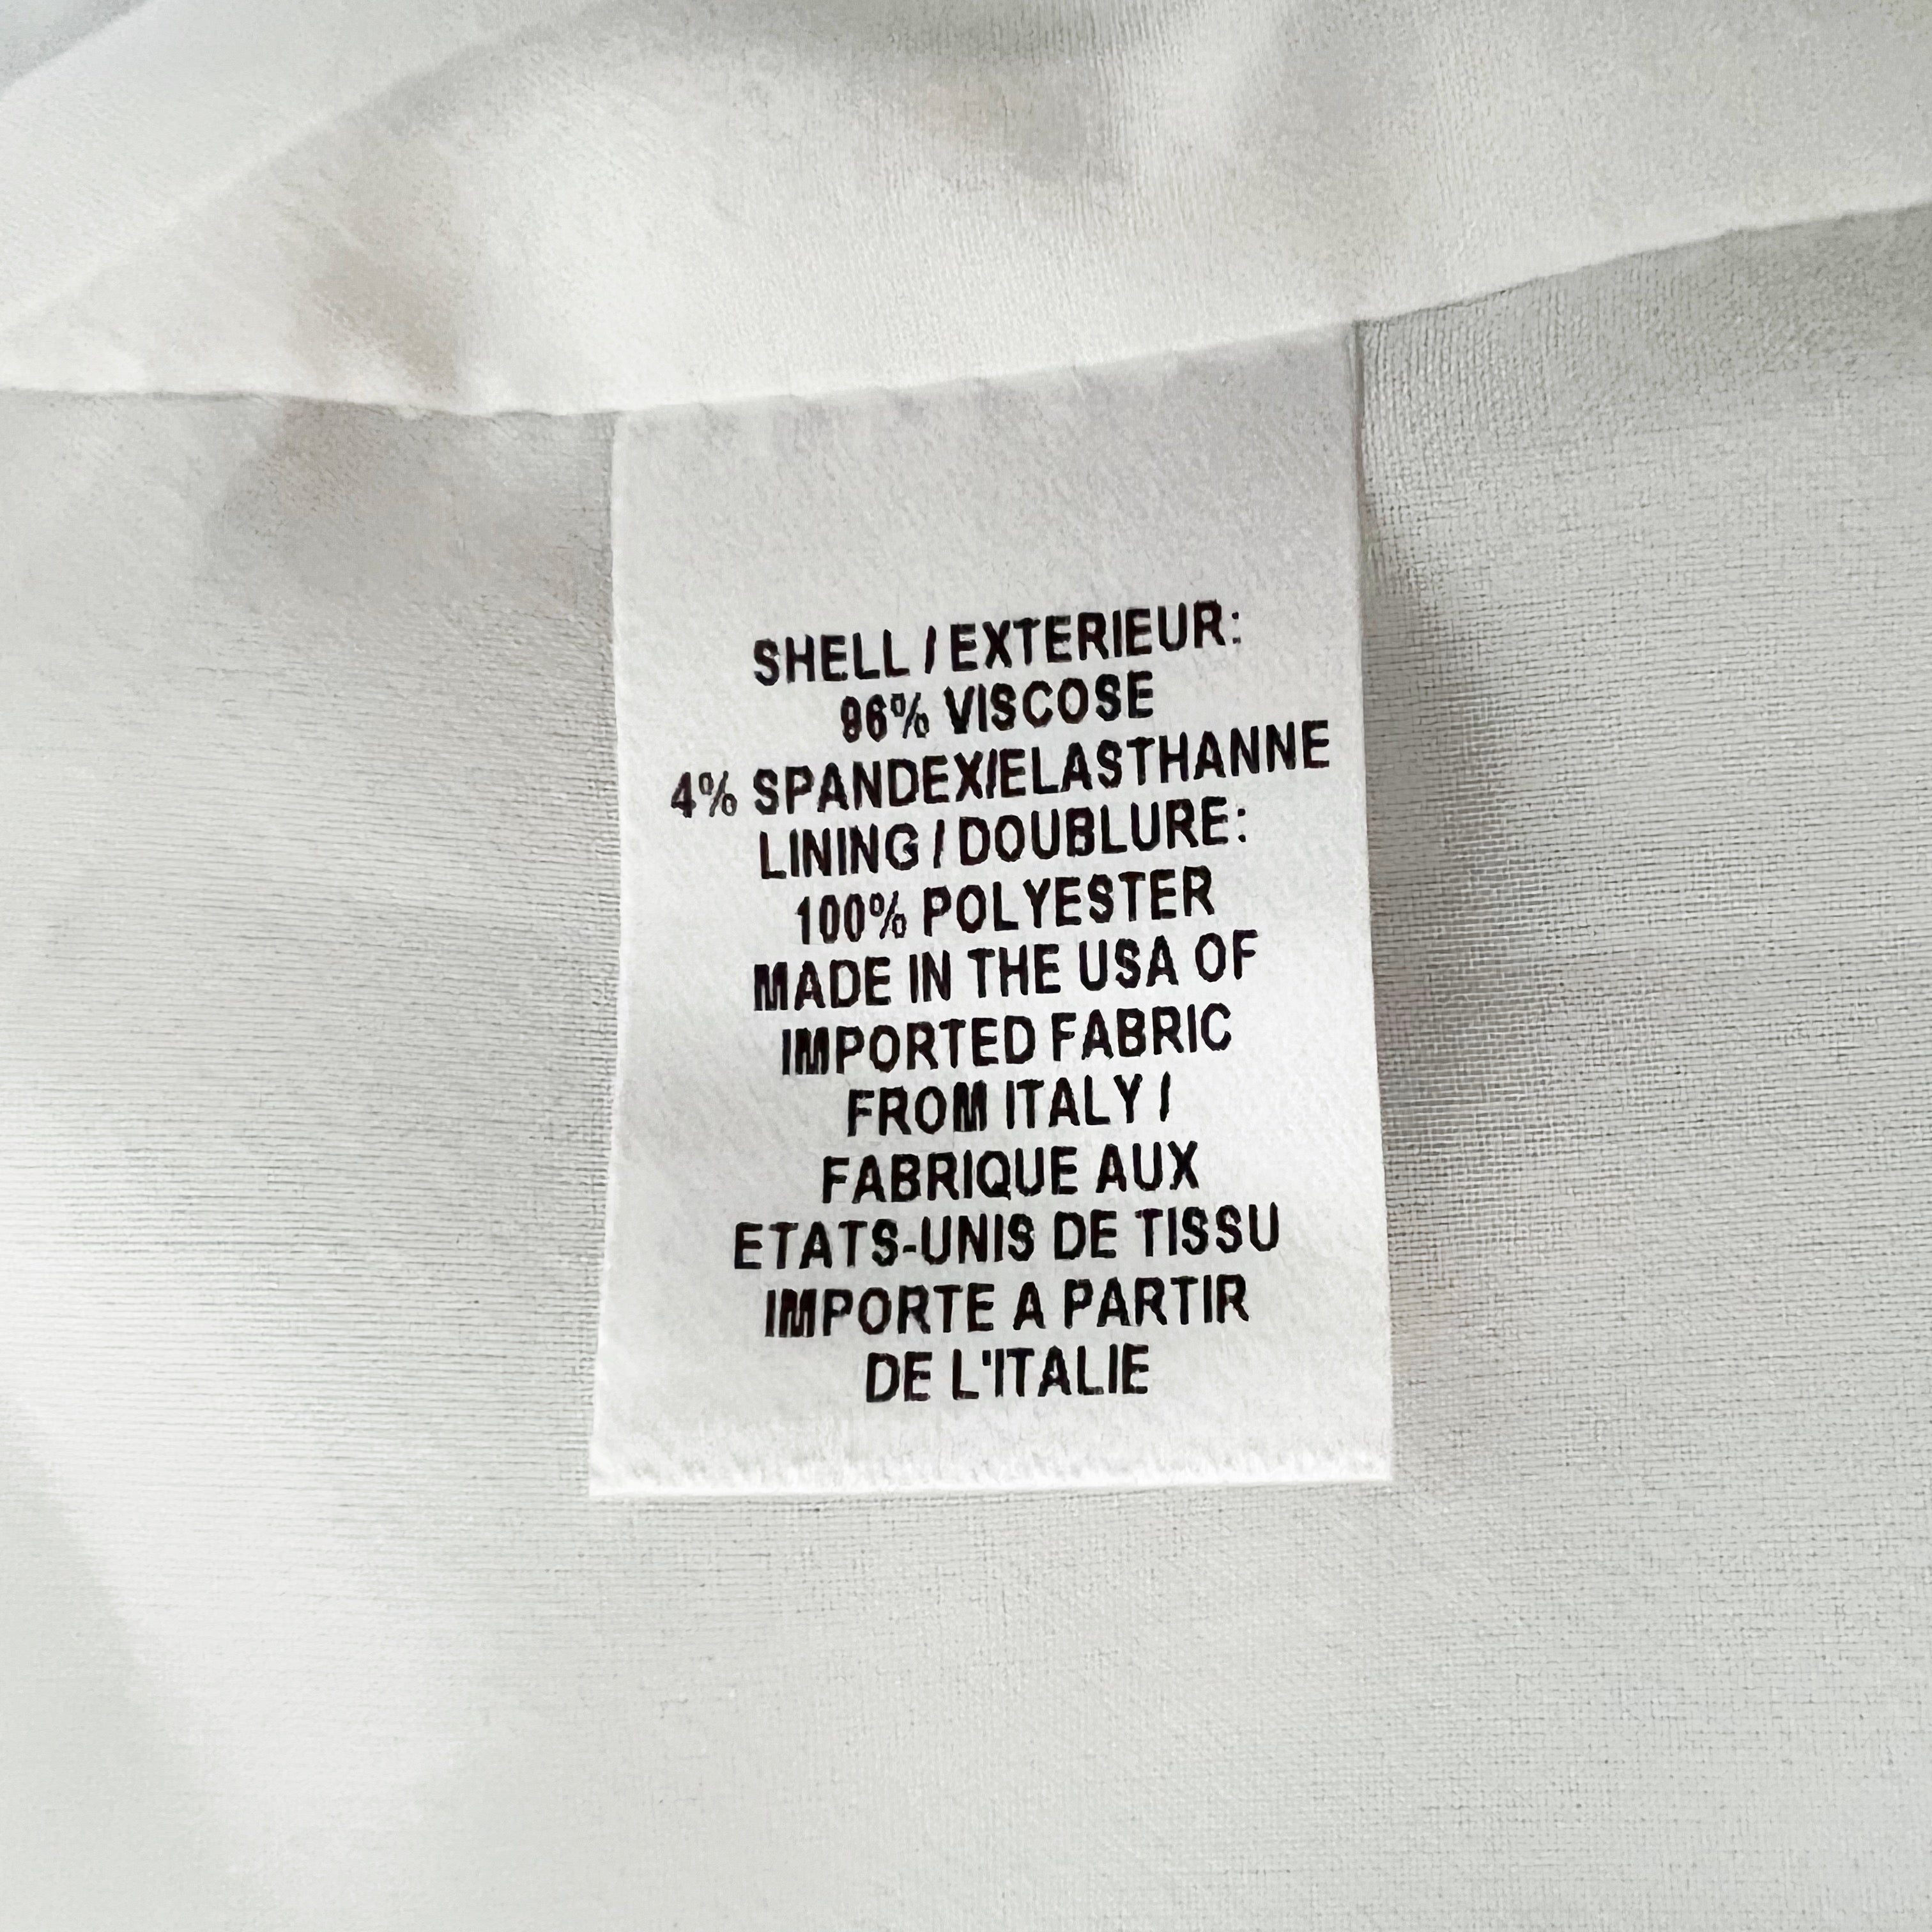 SHELL / EXTERIEUR:
96% VISCOSE
4% SPANDEX/ELASTHANNE
LINING / DOUBLURE:
100% POLYESTER
MADE IN THE USA OF
IMPORTED FABRIC
FROM ITALY /
FABRIQUE AUX
ETATS-UNIS DE TISSU
IMPORTE A PARTIR
DE L'ITALIE